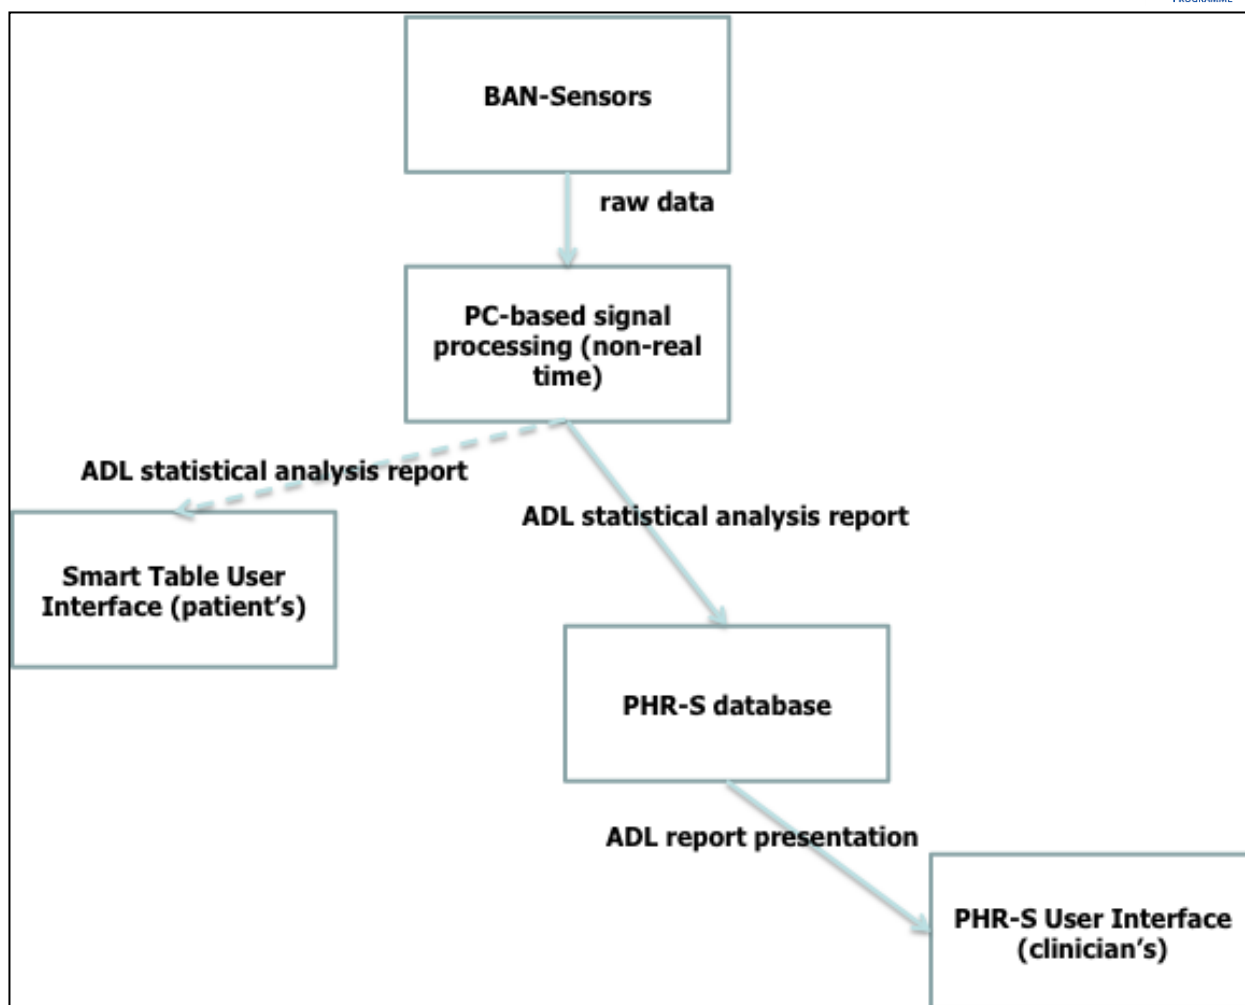 PROGRAMME
BAN-Sensors
raw data
PC-based signal
processing (non-real
time)
ADL statistical analysis report
ADL statistical analysis report
Smart Table User
Interface (patient’s)
PHR-S database
ADL report presentation
PHR-S User Interface
(clinician’s)